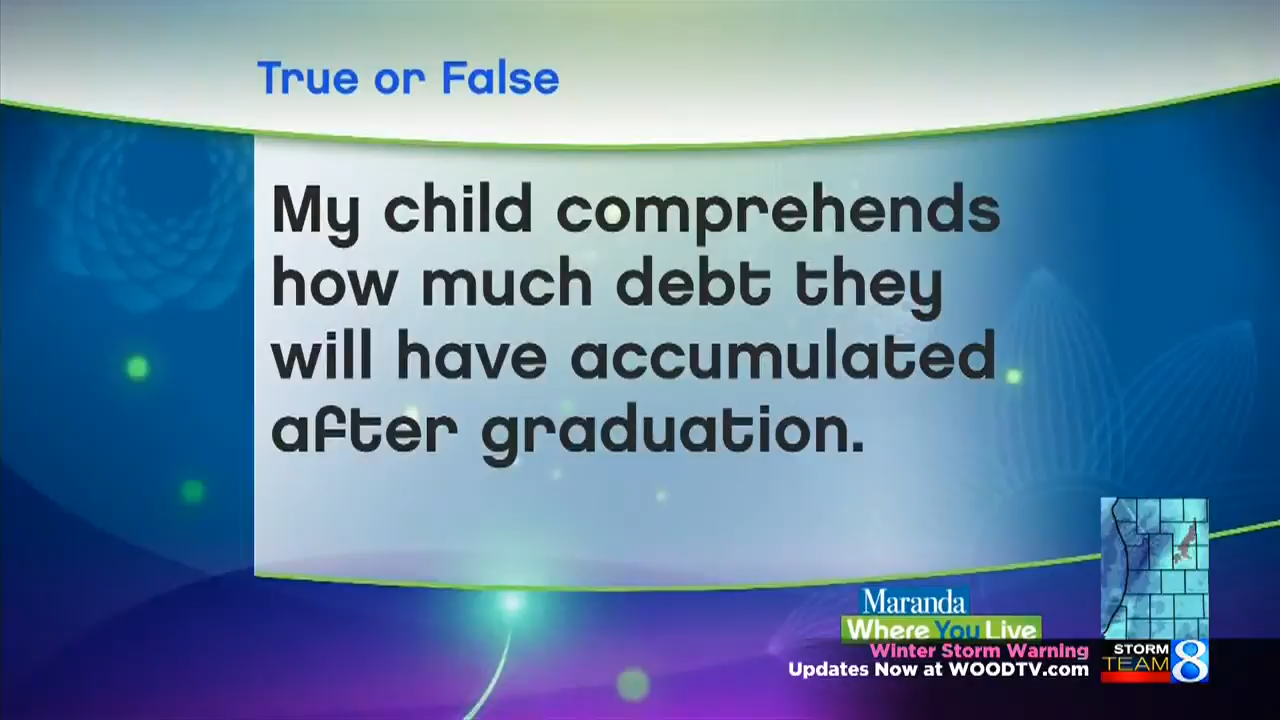 True or False
My child comprehends
how much debt they
will have accumulated
after graduation.
Maranda
Where You Live
Winter Storm Warning
Updates Now at WOODTV.com
STORM
TEAM 8